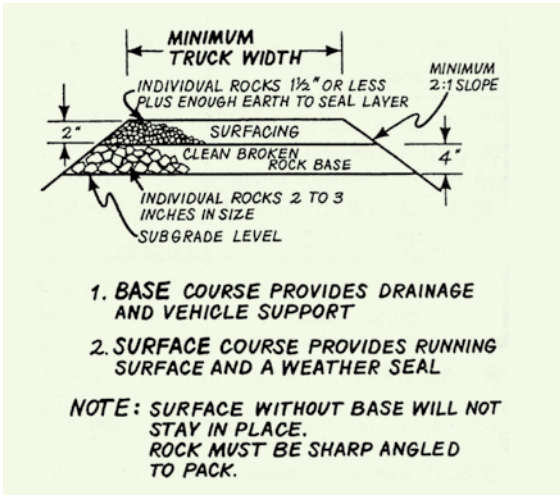 MINIMUM
TRUCK WIDTH
INDIVIDUAL ROCKS 1½" OR LESS
PLUS ENOUGH EARTH TO SEAL LAYER
MINIMUM
2:1 SLOPE
2"
SURFACING
CLEAN BROKEN
ROCK BASE
4"
INDIVIDUAL ROCKS 2 TO 3
INCHES IN SIZE
SUBGRADE LEVEL
1. BASE COURSE PROVIDES DRAINAGE
AND VEHICLE SUPPORT
2. SURFACE COURSE PROVIDES RUNNING
SURFACE AND A WEATHER SEAL
NOTE: SURFACE WITHOUT BASE WILL NOT
STAY IN PLACE.
ROCK MUST BE SHARP ANGLED
TO PACK.